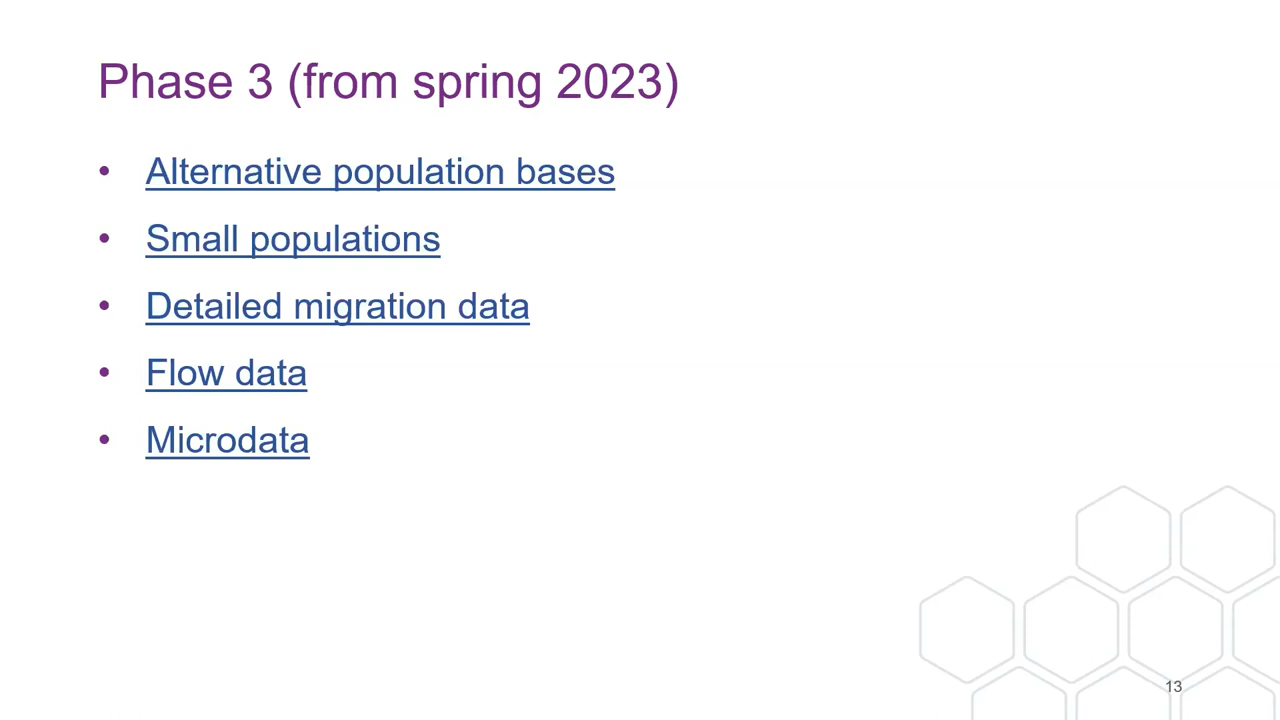 Phase 3 (from spring 2023)
• Alternative population bases
• Small populations
• Detailed migration data
• Flow data
• Microdata
13